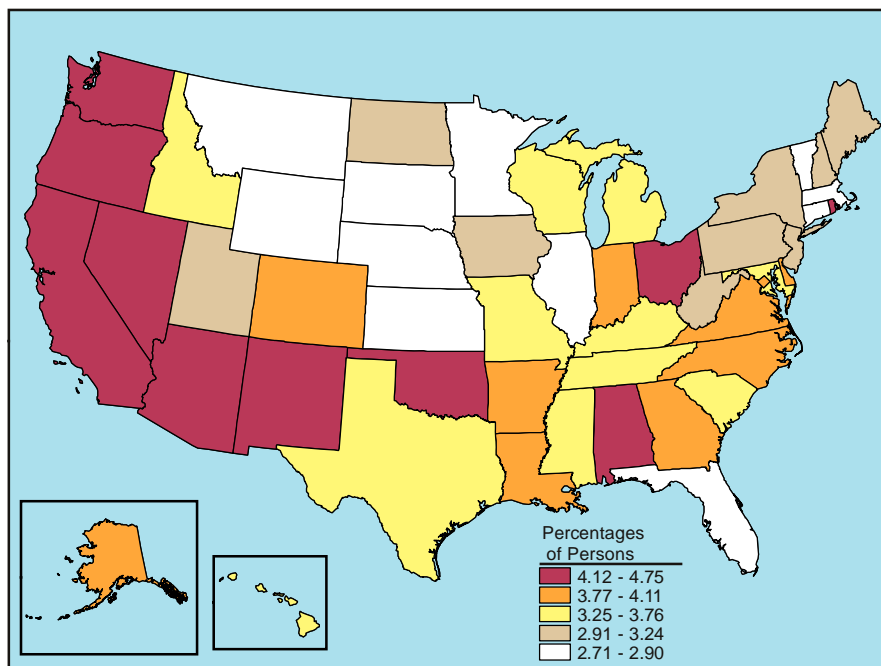 Percentages
of Persons
4.12 - 4.75
3.77 - 4.11
3.25 - 3.76
2.91 - 3.24
2.71 - 2.90